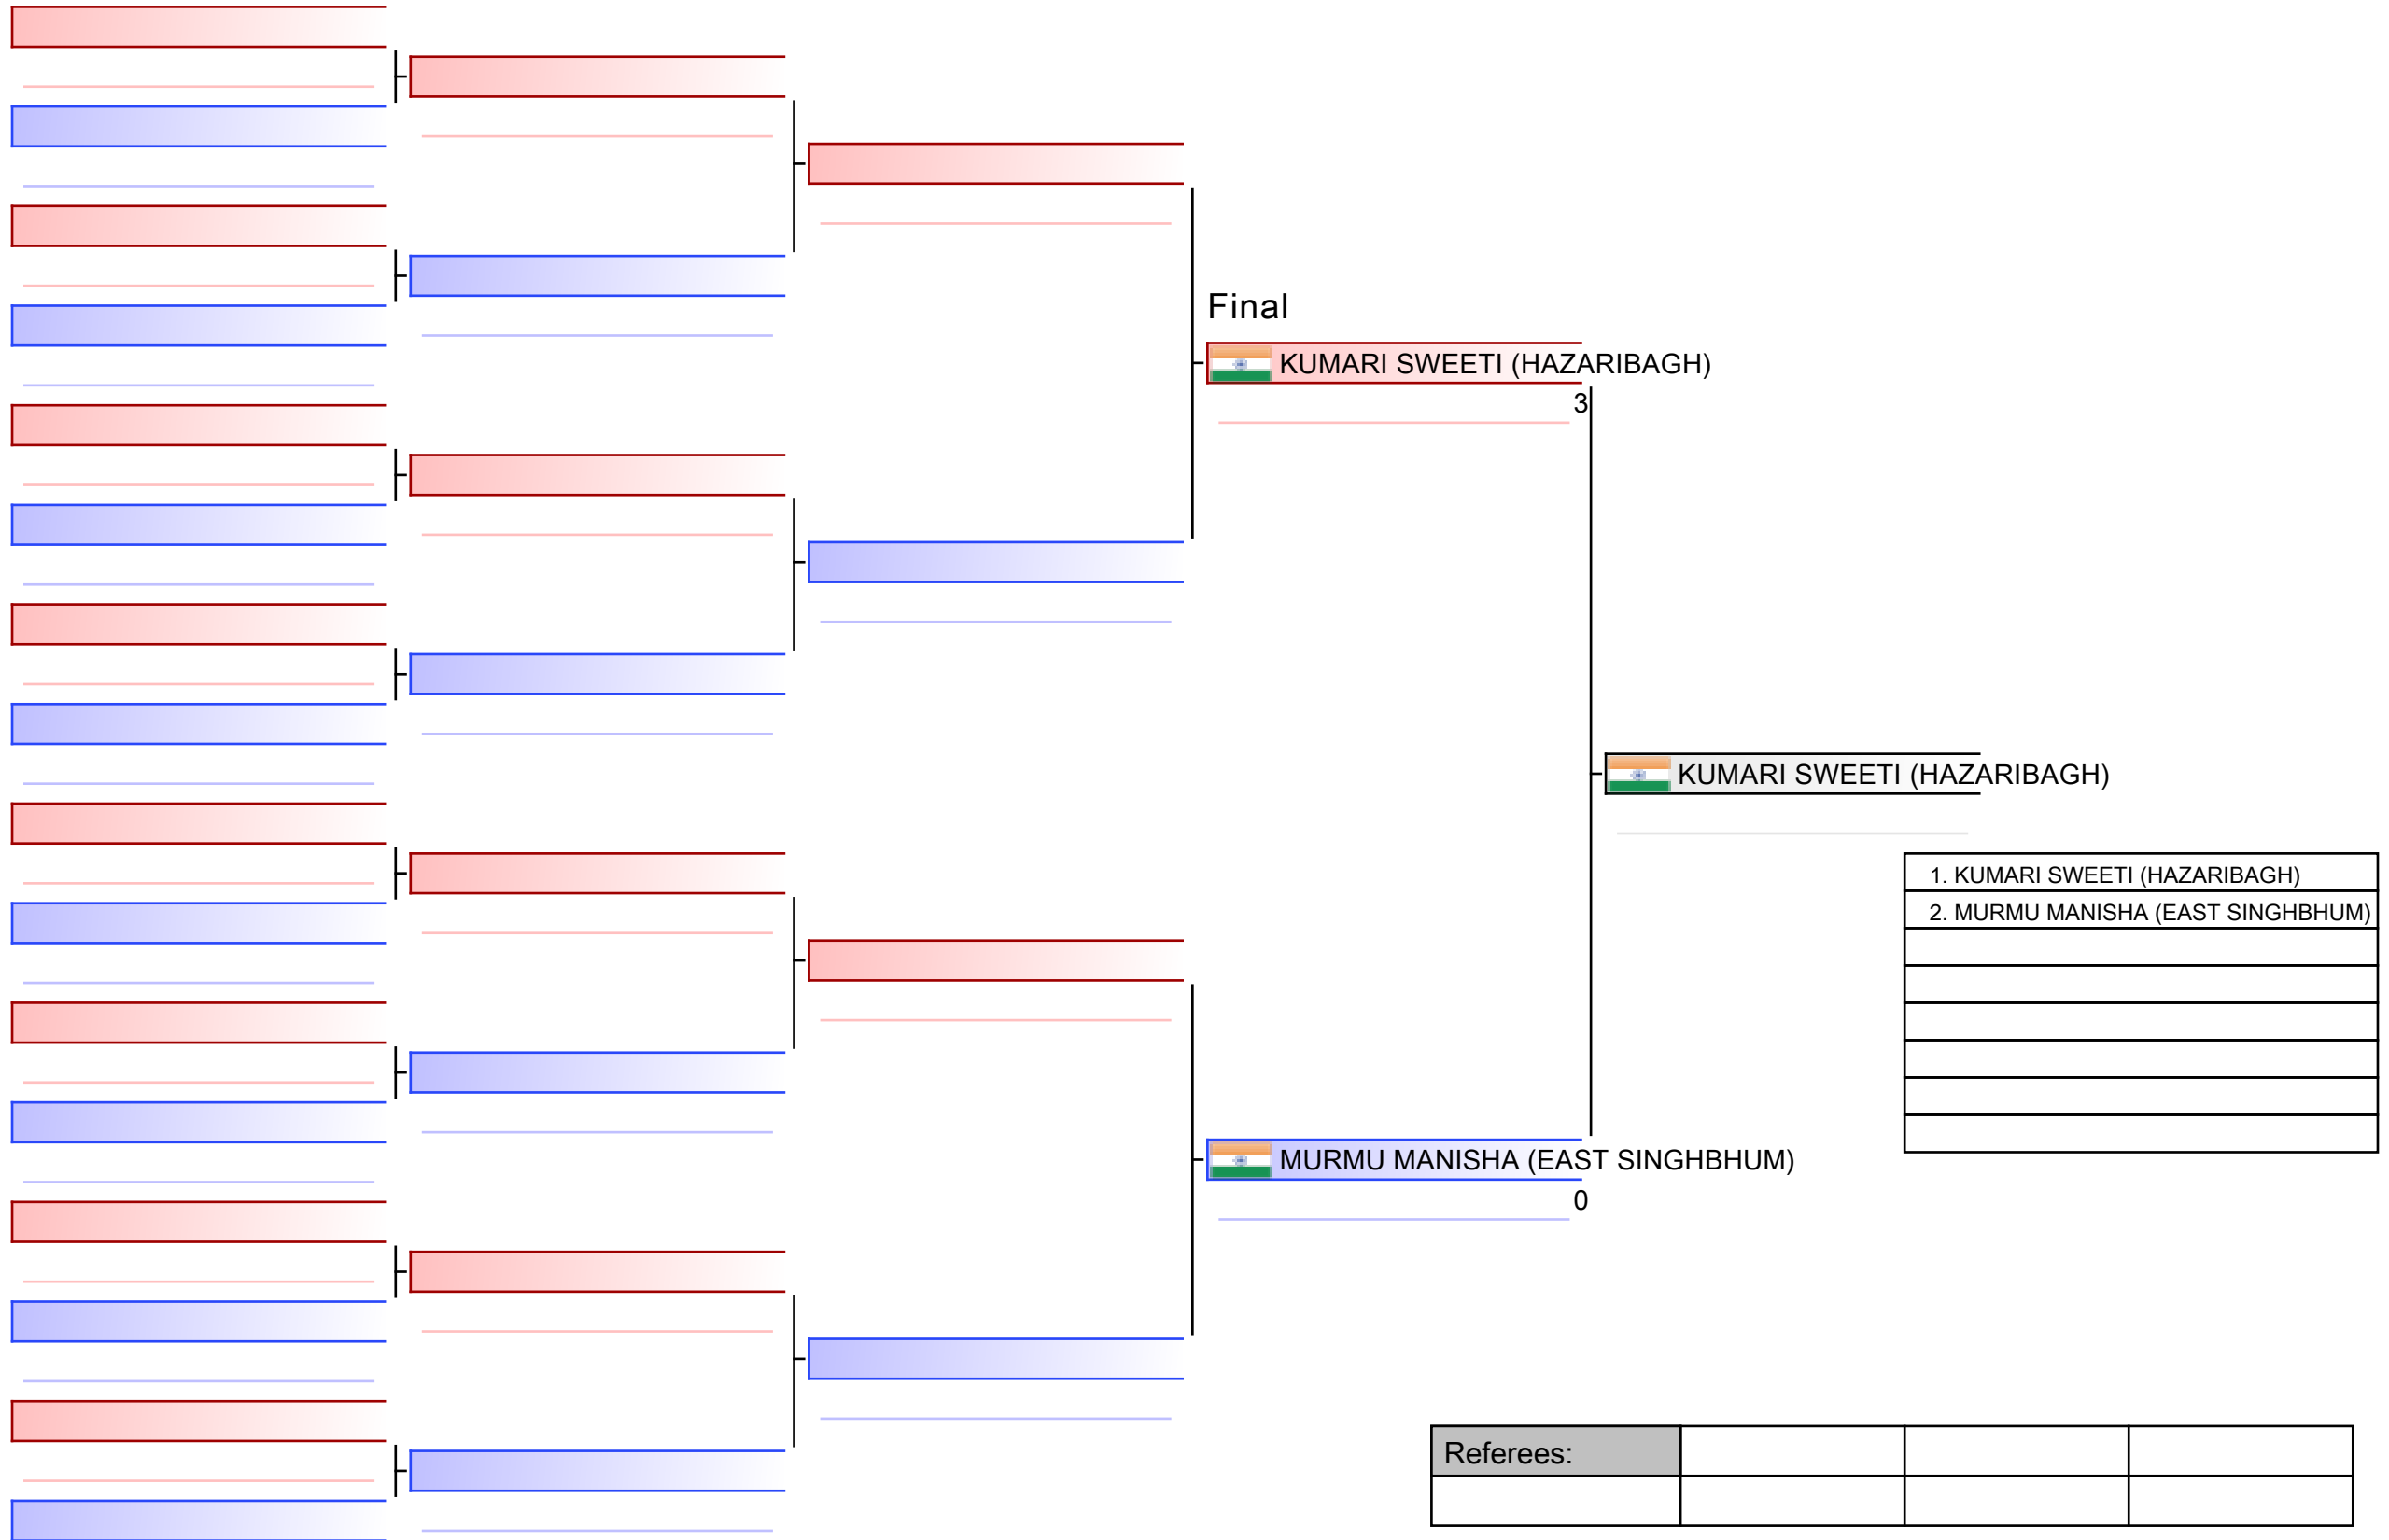 Final
KUMARI SWEETI (HAZARIBAGH)
3
KUMARI SWEETI (HAZARIBAGH)
1. KUMARI SWEETI (HAZARIBAGH)
2. MURMU MANISHA (EAST SINGHBHUM)
MURMU MANISHA (EAST SINGHBHUM)
0
Referees: